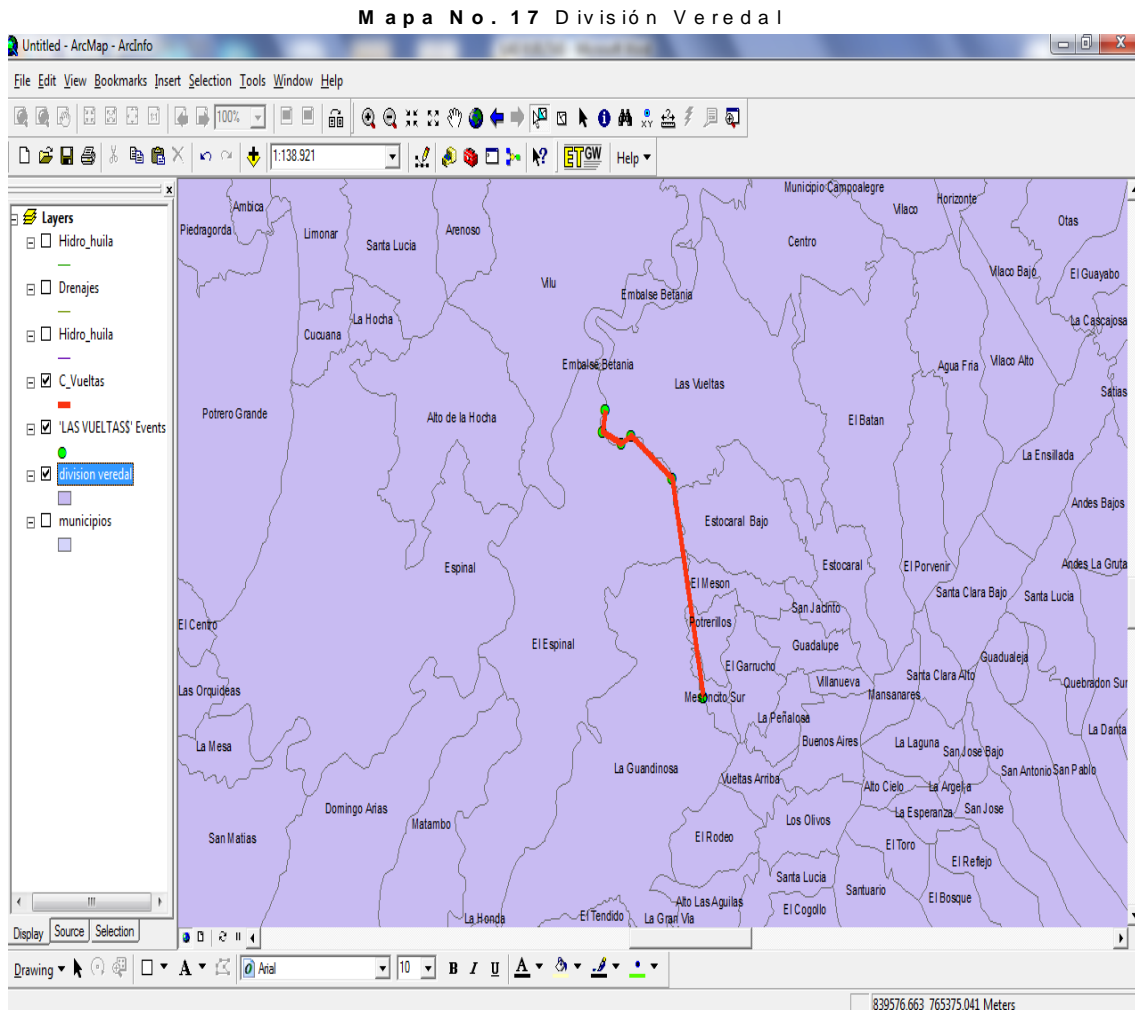 Mapa No. 17 División Veredal
Untitled - ArcMap - ArcInfo
File Edit View Bookmarks Insert Selection Tools Window Help
100%
1:138.921
ET GW Help
Layers
Hidro_huila
Drenajes
Hidro_huila
C_Vueltas
'LAS VUELTAS$' Events
division veredal
municipios
Display Source Selection
Municipio Campoalegre
Horizonte
Ambica
Vilaco
Otas
Piedragorda
Limonar
Arenoso
Santa Lucia
Centro
Vilaco Bajo
El Guayabo
Vilu
Embalse Betania
La Hocha
La Cascajosa
Cucuana
Embalse Betania
Agua Fria
Vilaco Alto
Las Vueltas
Satias
Potrero Grande
Alto de la Hocha
El Batan
La Ensillada
Andes Bajos
Estocaral Bajo
Espinal
Estocaral
El Porvenir
Andes La Gruta
El Meson
Santa Clara Bajo
Santa Lucia
San Jacinto
Potrerillos
El Centro
El Espinal
Guadalupe
Guadualeja
El Garrucho
Santa Clara Alto
Villanueva
Quebradon Sur
Las Orquideas
Mesoncito Sur
Mansanares
La Peñalosa
La Danta
La Mesa
Buenos Aires
La Laguna
San Jose Bajo
La Guandinosa
San Antonio
San Pablo
Vueltas Arriba
Alto Cielo
La Argelia
Domingo Arias
La Esperanza
San Jose
Matambo
Los Olivos
San Matias
El Rodeo
El Toro
El Reflejo
Santa Lucia
Santuario
El Bosque
Alto Las Aguilas
El Cogollo
La Honda
El Tendido
La Gran Via
Drawing A Arial 10 B I U A
839576.663 765375.041 Meters